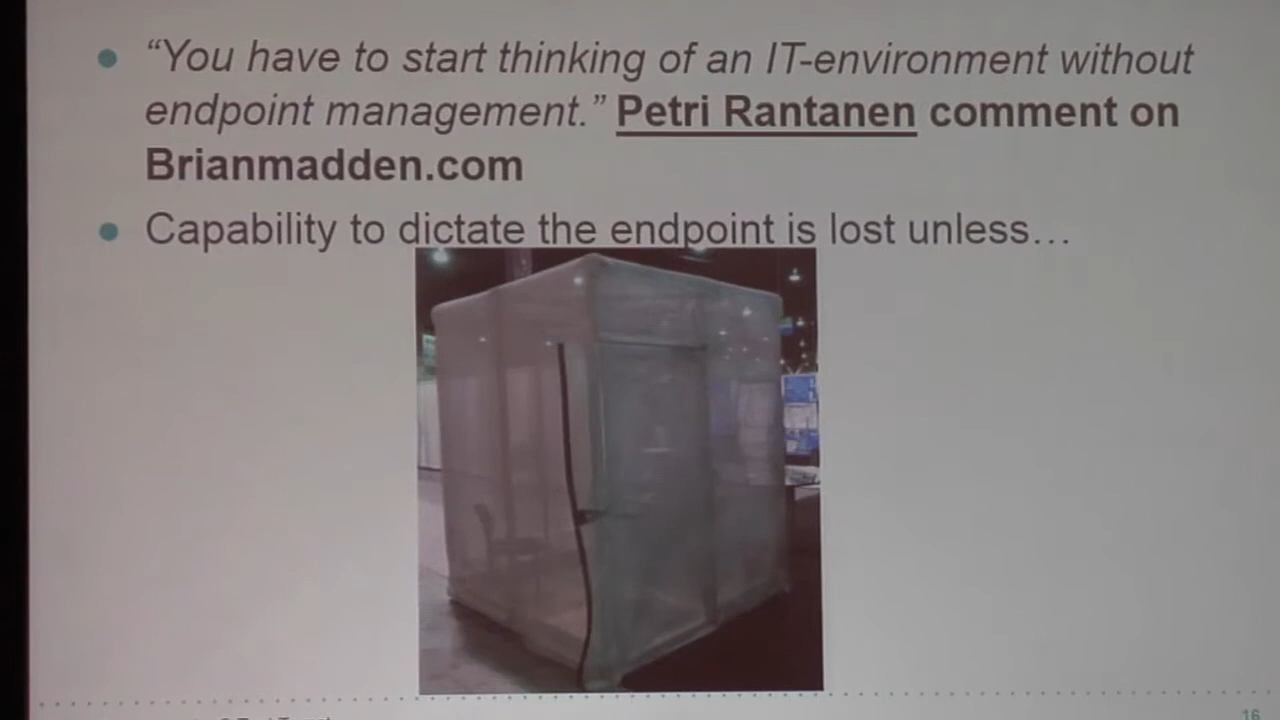 “You have to start thinking of an IT-environment without
endpoint management.” Petri Rantanen comment on
Brianmadden.com
Capability to dictate the endpoint is lost unless…
16